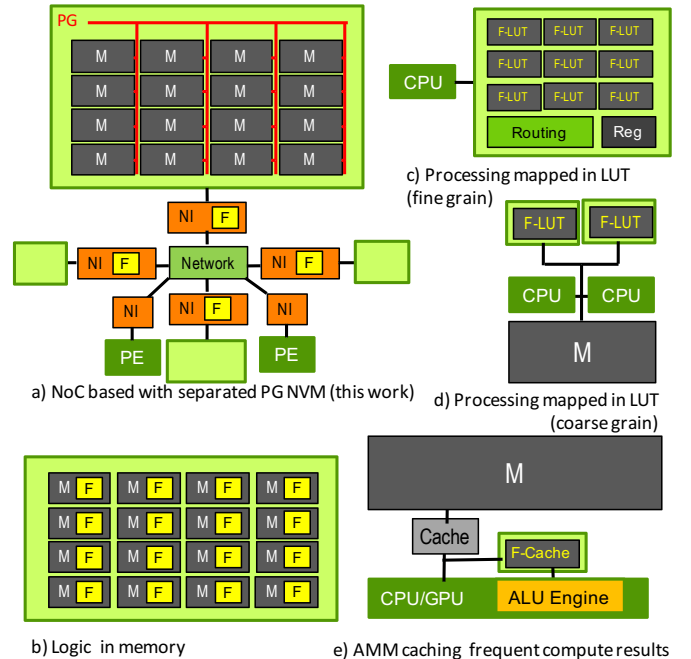 PG
M M M M
M M M M
M M M M
M M M M
NI F
NI F Network NI F
NI NI F NI
PE PE
a) NoC based with separated PG NVM (this work)
M F M F M F M F
M F M F M F M F
M F M F M F M F
M F M F M F M F
b) Logic in memory
F-LUT F-LUT F-LUT
F-LUT F-LUT F-LUT
F-LUT F-LUT F-LUT
CPU
Routing Reg
c) Processing mapped in LUT
(fine grain)
F-LUT F-LUT
CPU CPU
M
d) Processing mapped in LUT
(coarse grain)
M
Cache
F-Cache
CPU/GPU ALU Engine
e) AMM caching frequent compute results